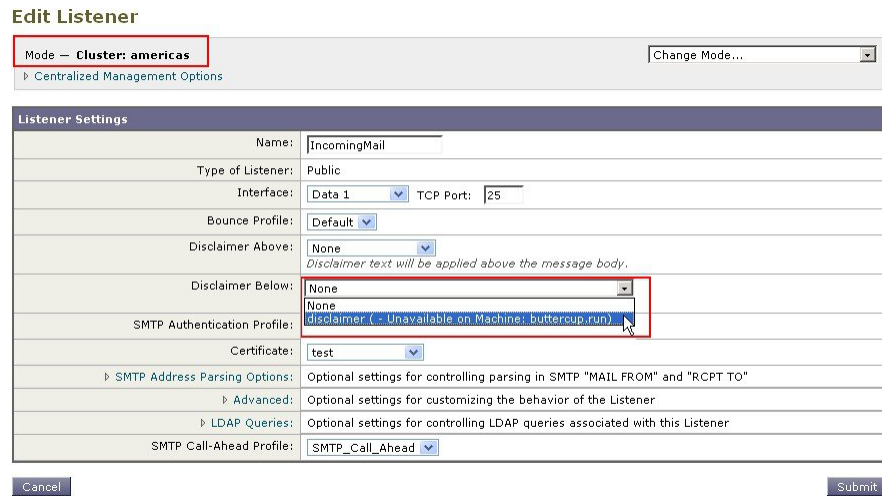 Edit Listener
Mode — Cluster: americas
Change Mode...
Centralized Management Options
Listener Settings
Name: IncomingMail
Type of Listener: Public
Interface: Data 1 TCP Port: 25
Bounce Profile: Default
Disclaimer Above: None
Disclaimer text will be applied above the message body.
Disclaimer Below: None
None
disclaimer ( - Unavailable on Machine: buttercup.run)
SMTP Authentication Profile:
Certificate: test
SMTP Address Parsing Options: Optional settings for controlling parsing in SMTP "MAIL FROM" and "RCPT TO"
Advanced: Optional settings for customizing the behavior of the Listener
LDAP Queries: Optional settings for controlling LDAP queries associated with this Listener
SMTP Call-Ahead Profile: SMTP_Call_Ahead
Cancel
Submit